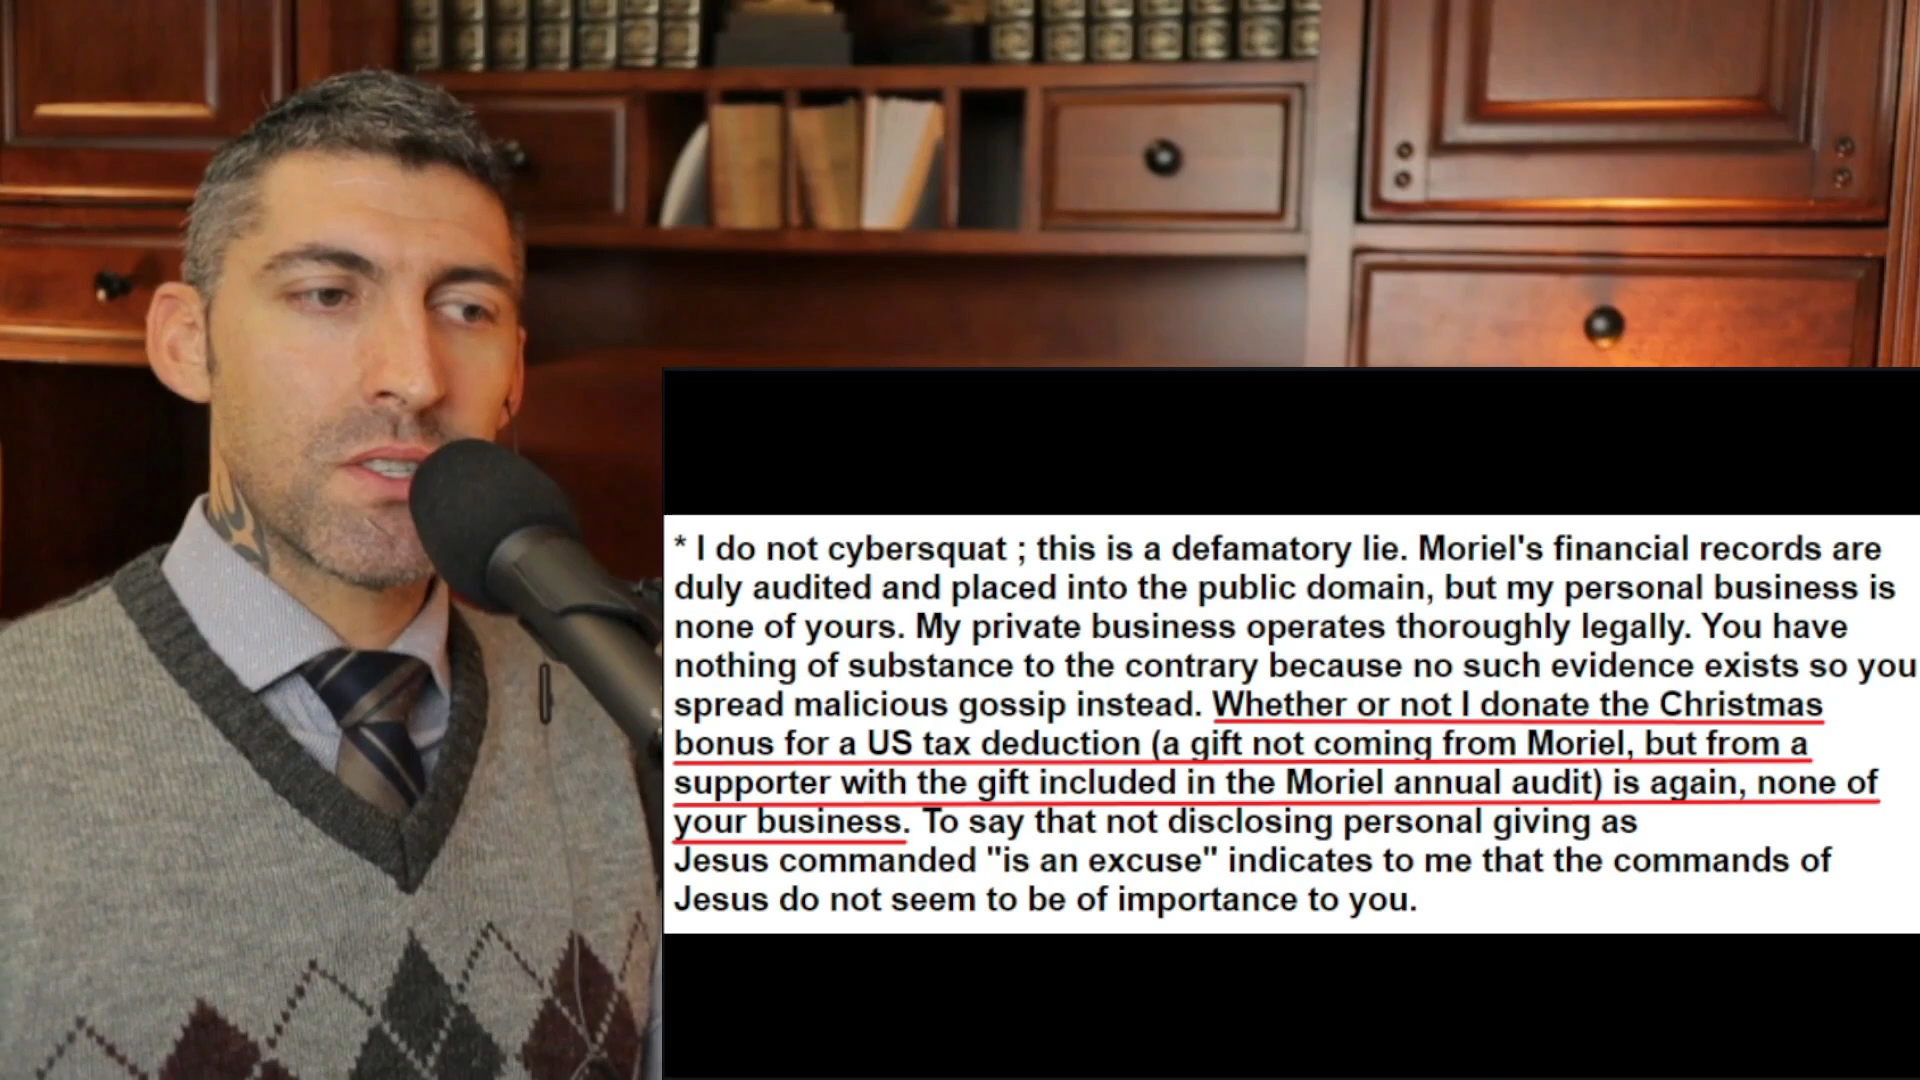 * I do not cybersquat ; this is a defamatory lie. Moriel's financial records are
duly audited and placed into the public domain, but my personal business is
none of yours. My private business operates thoroughly legally. You have
nothing of substance to the contrary because no such evidence exists so you
spread malicious gossip instead. Whether or not I donate the Christmas
bonus for a US tax deduction (a gift not coming from Moriel, but from a
supporter with the gift included in the Moriel annual audit) is again, none of
your business. To say that not disclosing personal giving as
Jesus commanded "is an excuse" indicates to me that the commands of
Jesus do not seem to be of importance to you.